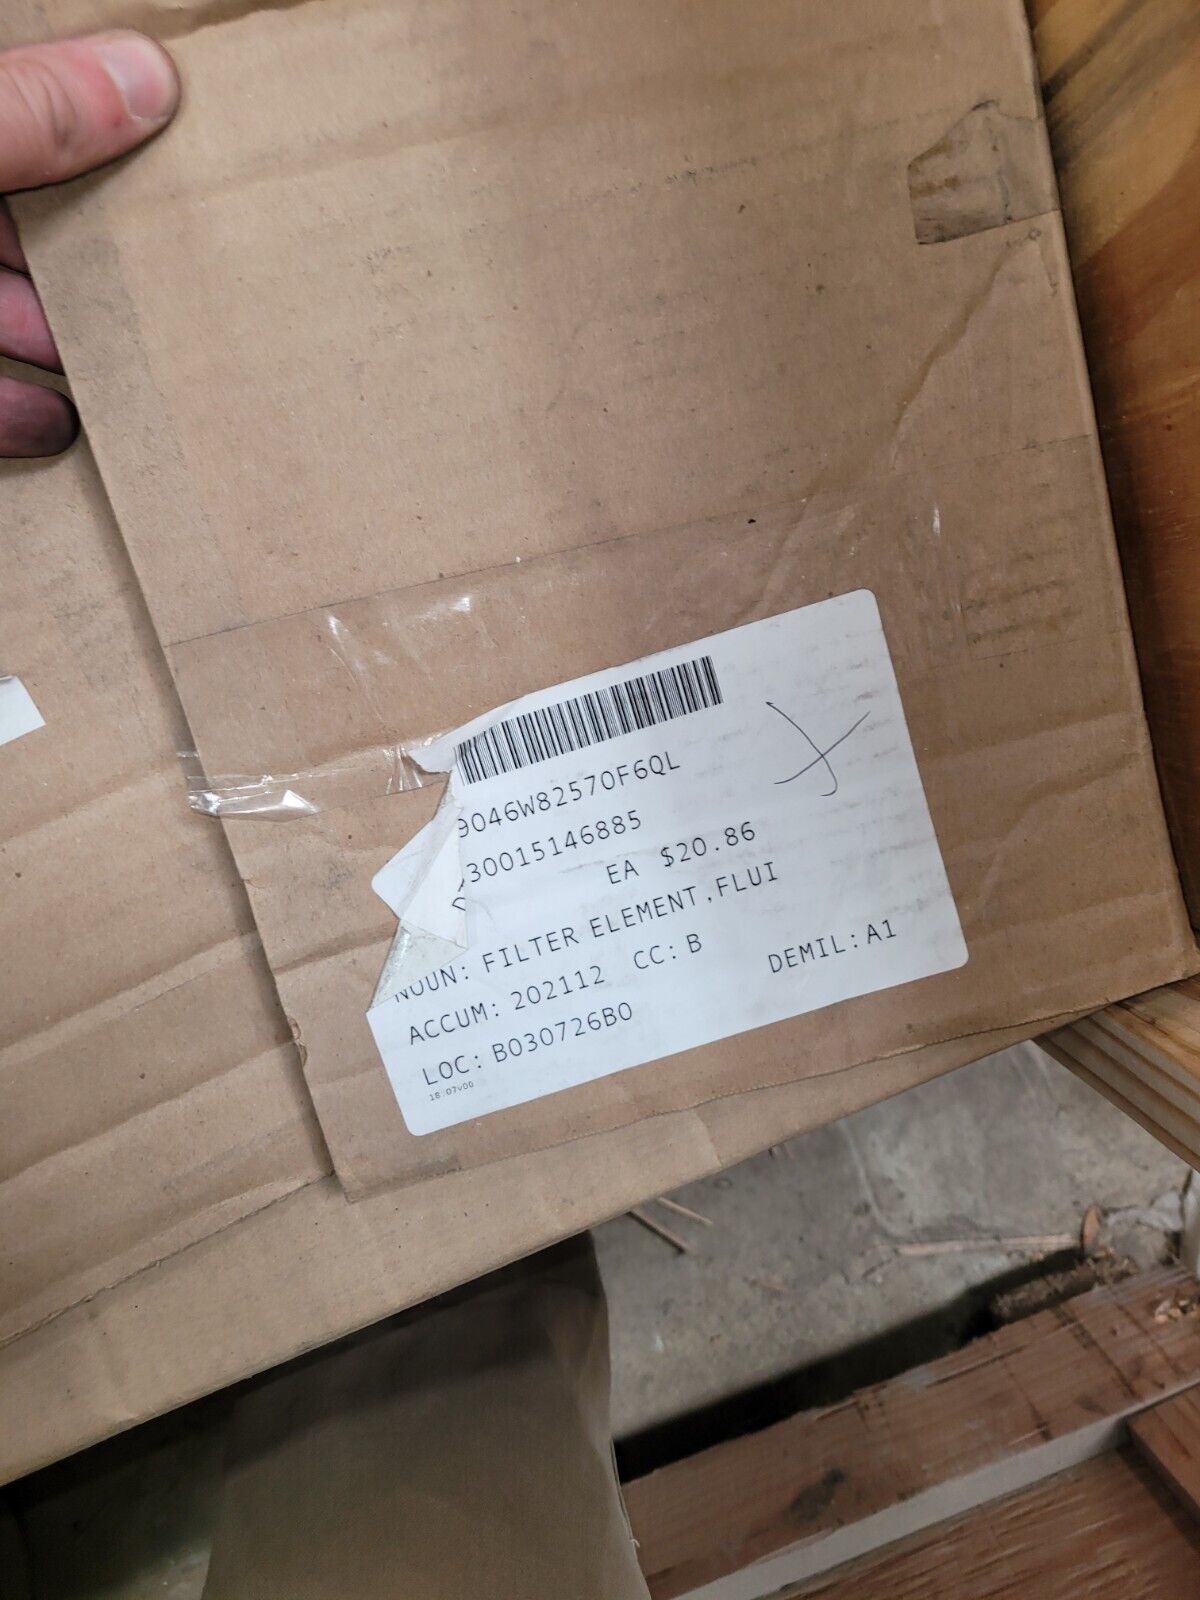 9046W82570F6QL
30015146885
EA $20.86
NOUN: FILTER ELEMENT,FLUI
ACCUM: 202112 CC: B
DEMIL: A1
LOC: B030726B0
18.07v00